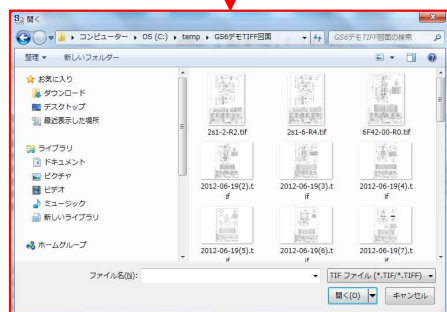 開く
コンピューター ▸ OS (C:) ▸ temp ▸ GS6デモTIFF図面
GS6デモTIFF図面の検索
整理 ▾ 新しいフォルダー
お気に入り
ダウンロード
デスクトップ
最近表示した場所
ライブラリ
ドキュメント
ピクチャ
ビデオ
ミュージック
新しいライブラリ
ホームグループ
2s1-2-R2.tif
2s1-6-R4.tif
6F42-00-R0.tif
2012-06-19(2).t
if
2012-06-19(3).t
if
2012-06-19(4).t
if
2012-06-19(5).t
if
2012-06-19(6).t
if
2012-06-19(7).t
if
ファイル名(N):
TIF ファイル (*.TIF/*.TIFF)
開く(O)
キャンセル